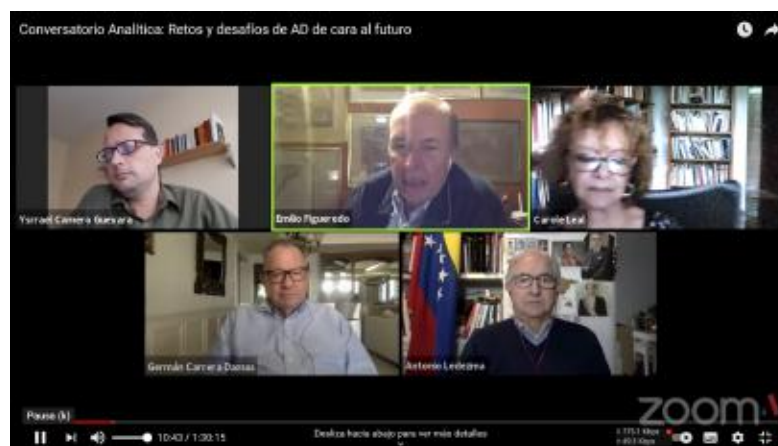 Conversatorio Analítica: Retos y desafíos de AD de cara al futuro
Ysrrael Camero Guevara
Emilio Figueredo
Carole Leal
Germán Carrera Damas
Antonio Ledezma
zoom
Pausa (k)
10:43 / 1:30:15
Desliza hacia abajo para ver más detalles